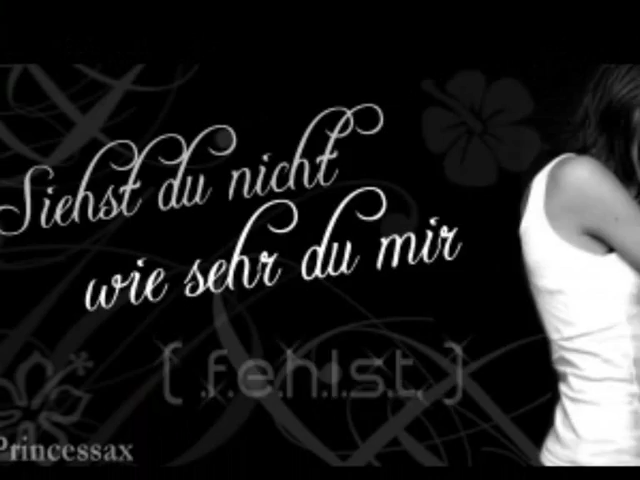 Siehst du nicht
wie sehr du mir
( .f.e.h.l.s.t. )
Princessax